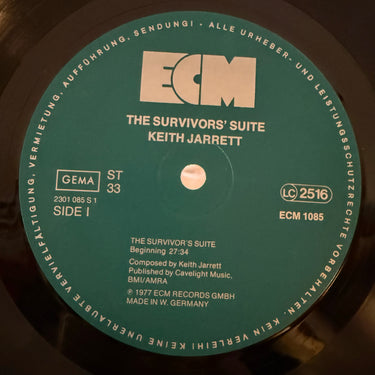 ECM
THE SURVIVORS' SUITE
KEITH JARRETT
GEMA
ST
33
2301 085 S 1
SIDE I
LC 2516
ECM 1085
THE SURVIVOR'S SUITE
Beginning 27:34
Composed by Keith Jarrett
Published by Cavelight Music,
BMI/AMRA
℗ 1977 ECM RECORDS GMBH
MADE IN W. GERMANY
ALLE URHEBER- UND LEISTUNGSSCHUTZRECHTE VORBEHALTEN. KEIN VERLEIH! KEINE UNERLAUBTE VERVIELFÄLTIGUNG, VERMIETUNG, AUFFÜHRUNG, SENDUNG! -